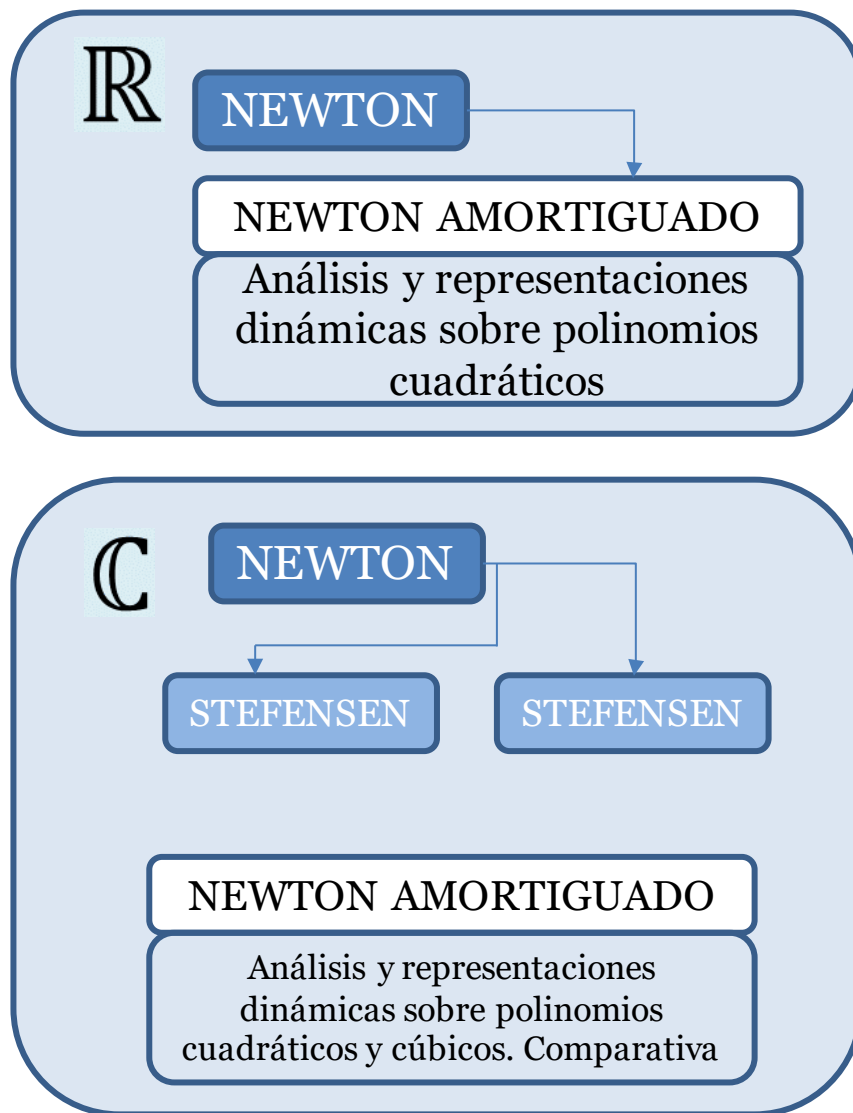 ℝ
NEWTON
NEWTON AMORTIGUADO
Análisis y representaciones
dinámicas sobre polinomios
cuadráticos
ℂ
NEWTON
STEFENSEN
STEFENSEN
NEWTON AMORTIGUADO
Análisis y representaciones
dinámicas sobre polinomios
cuadráticos y cúbicos. Comparativa